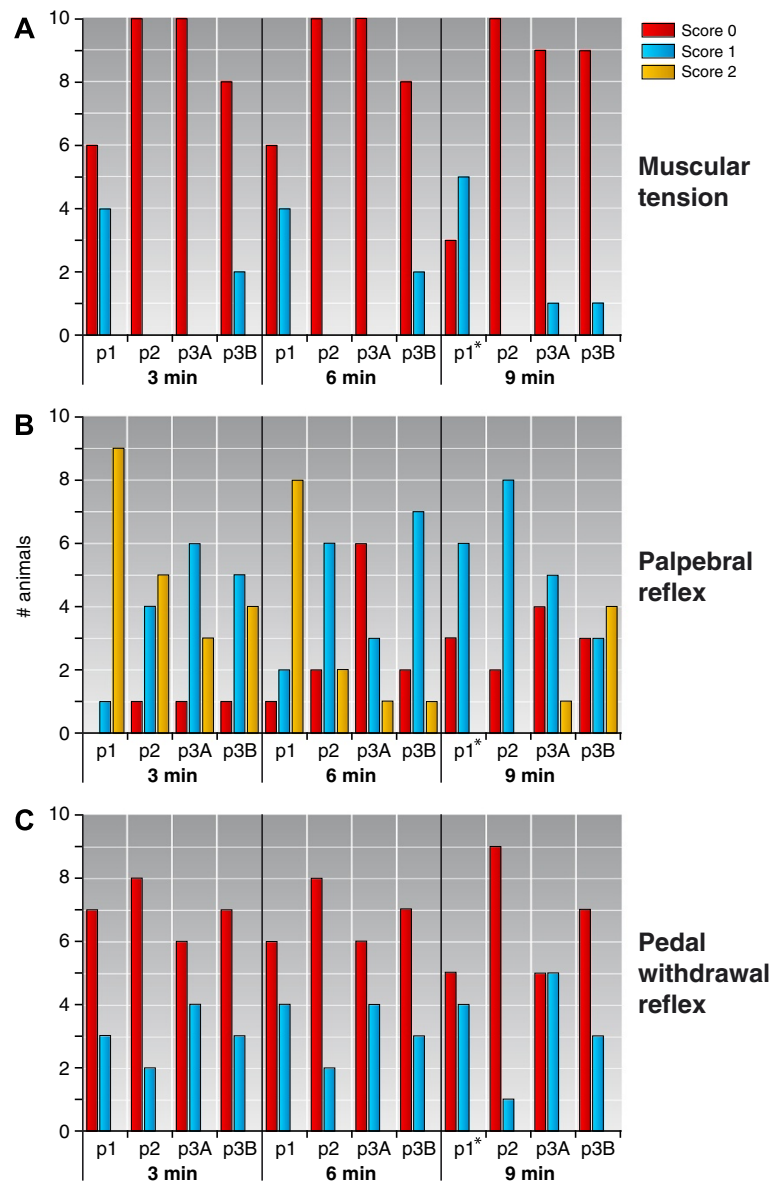 A
10
8
6
4
2
0
p1 p2 p3A p3B p1 p2 p3A p3B p1* p2 p3A p3B
3 min 6 min 9 min
Score 0
Score 1
Score 2
Muscular
tension
B
10
8
6
4
2
0
# animals
p1 p2 p3A p3B p1 p2 p3A p3B p1* p2 p3A p3B
3 min 6 min 9 min
Palpebral
reflex
C
10
8
6
4
2
0
p1 p2 p3A p3B p1 p2 p3A p3B p1* p2 p3A p3B
3 min 6 min 9 min
Pedal
withdrawal
reflex